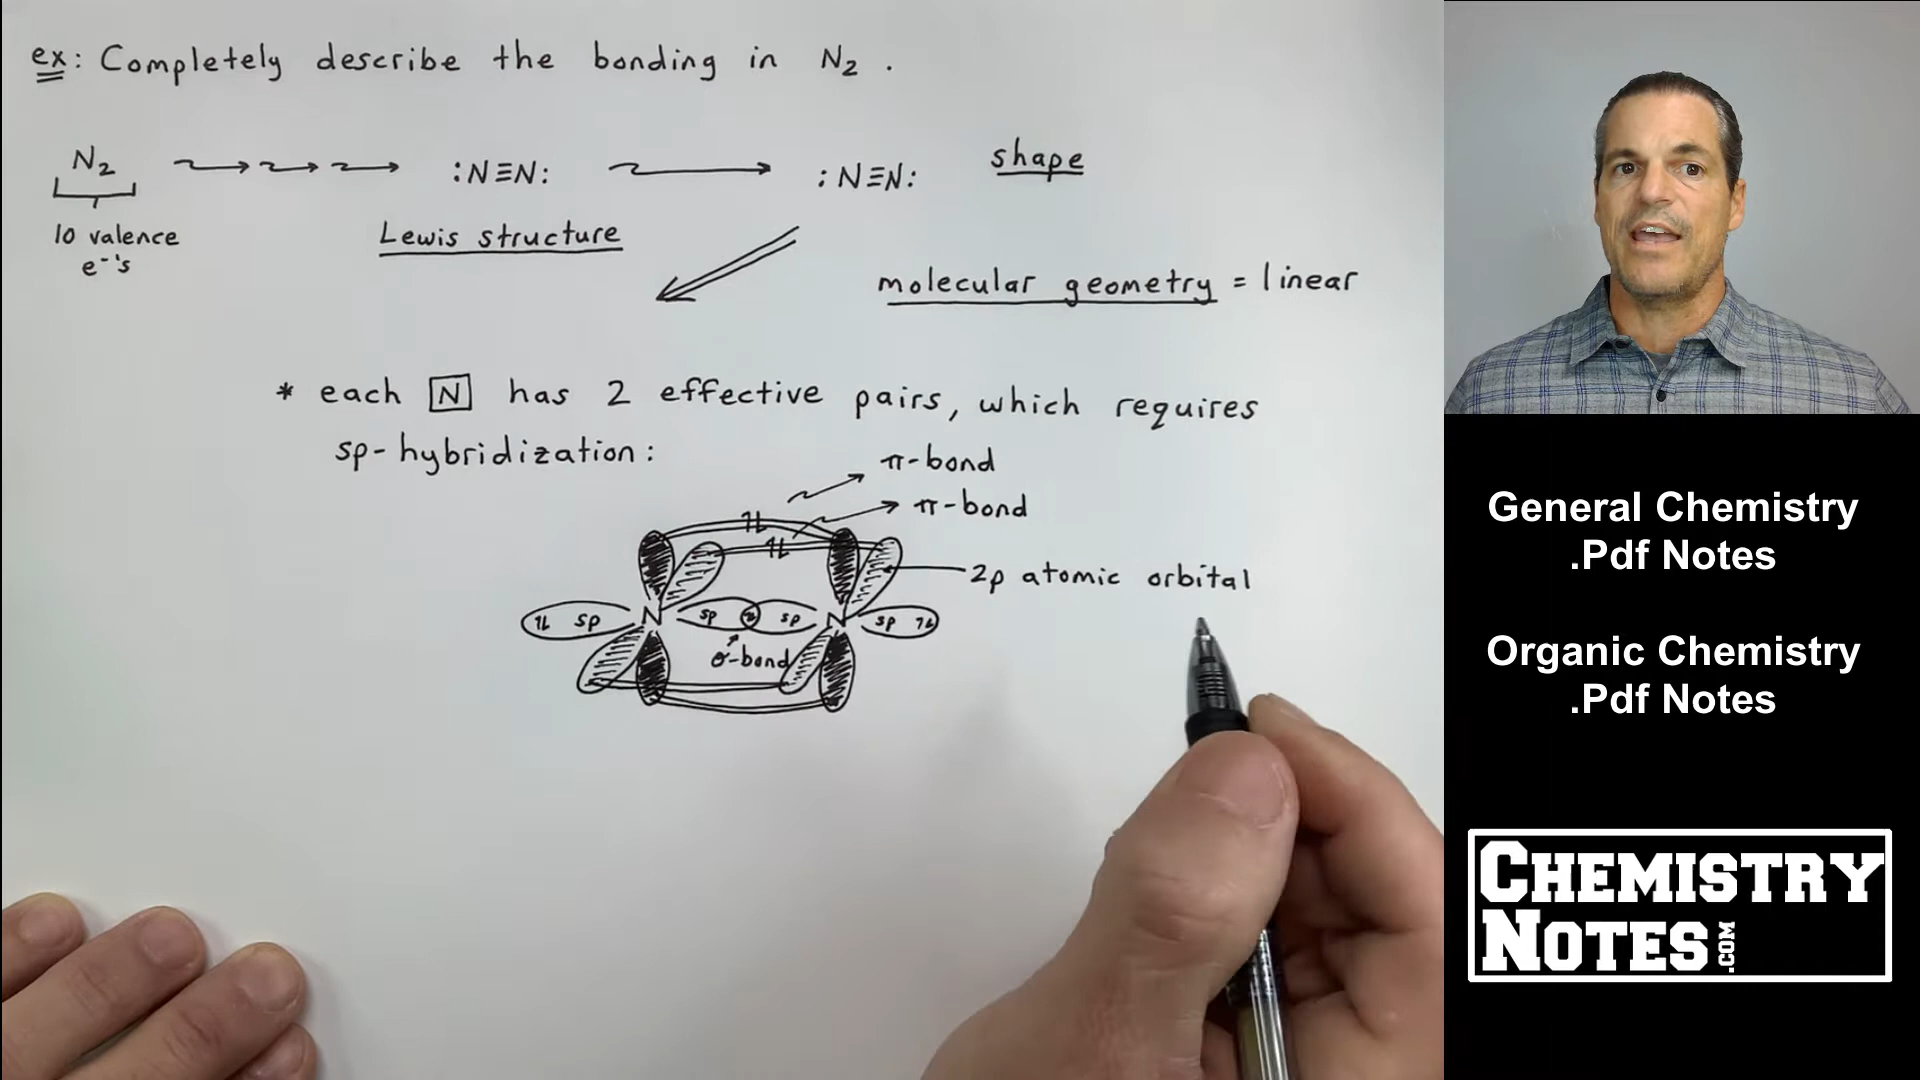 ex: Completely describe the bonding in N2 .
N2
:N≡N:
:N≡N:
shape
10 valence
e-'s
Lewis structure
molecular geometry = linear
* each N has 2 effective pairs, which requires
sp-hybridization:
π-bond
π-bond
2p atomic orbital
⥮ sp N sp ⥮ sp N sp ⥮
σ-bond
General Chemistry
.Pdf Notes
Organic Chemistry
.Pdf Notes
CHEMISTRY
NOTES.COM